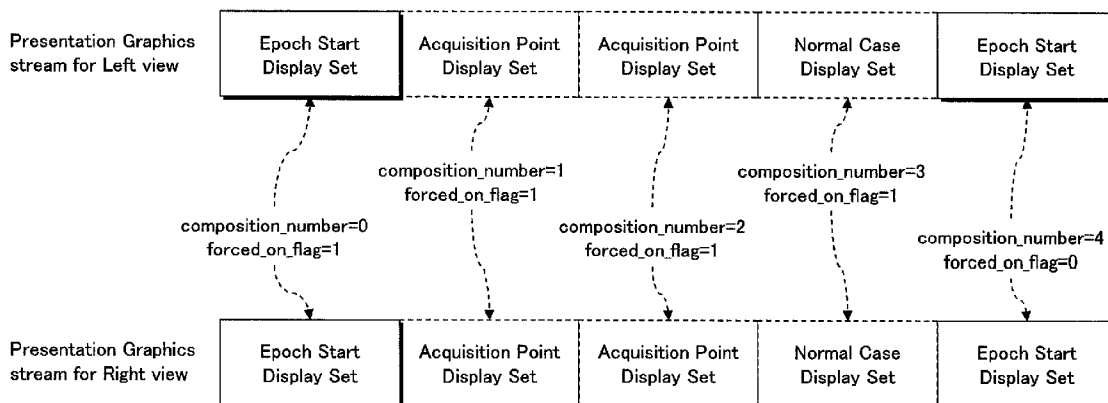 Presentation Graphics
stream for Left view
Epoch Start
Display Set
Acquisition Point
Display Set
Acquisition Point
Display Set
Normal Case
Display Set
Epoch Start
Display Set
composition_number=0
forced_on_flag=1
composition_number=1
forced_on_flag=1
composition_number=2
forced_on_flag=1
composition_number=3
forced_on_flag=1
composition_number=4
forced_on_flag=0
Presentation Graphics
stream for Right view
Epoch Start
Display Set
Acquisition Point
Display Set
Acquisition Point
Display Set
Normal Case
Display Set
Epoch Start
Display Set